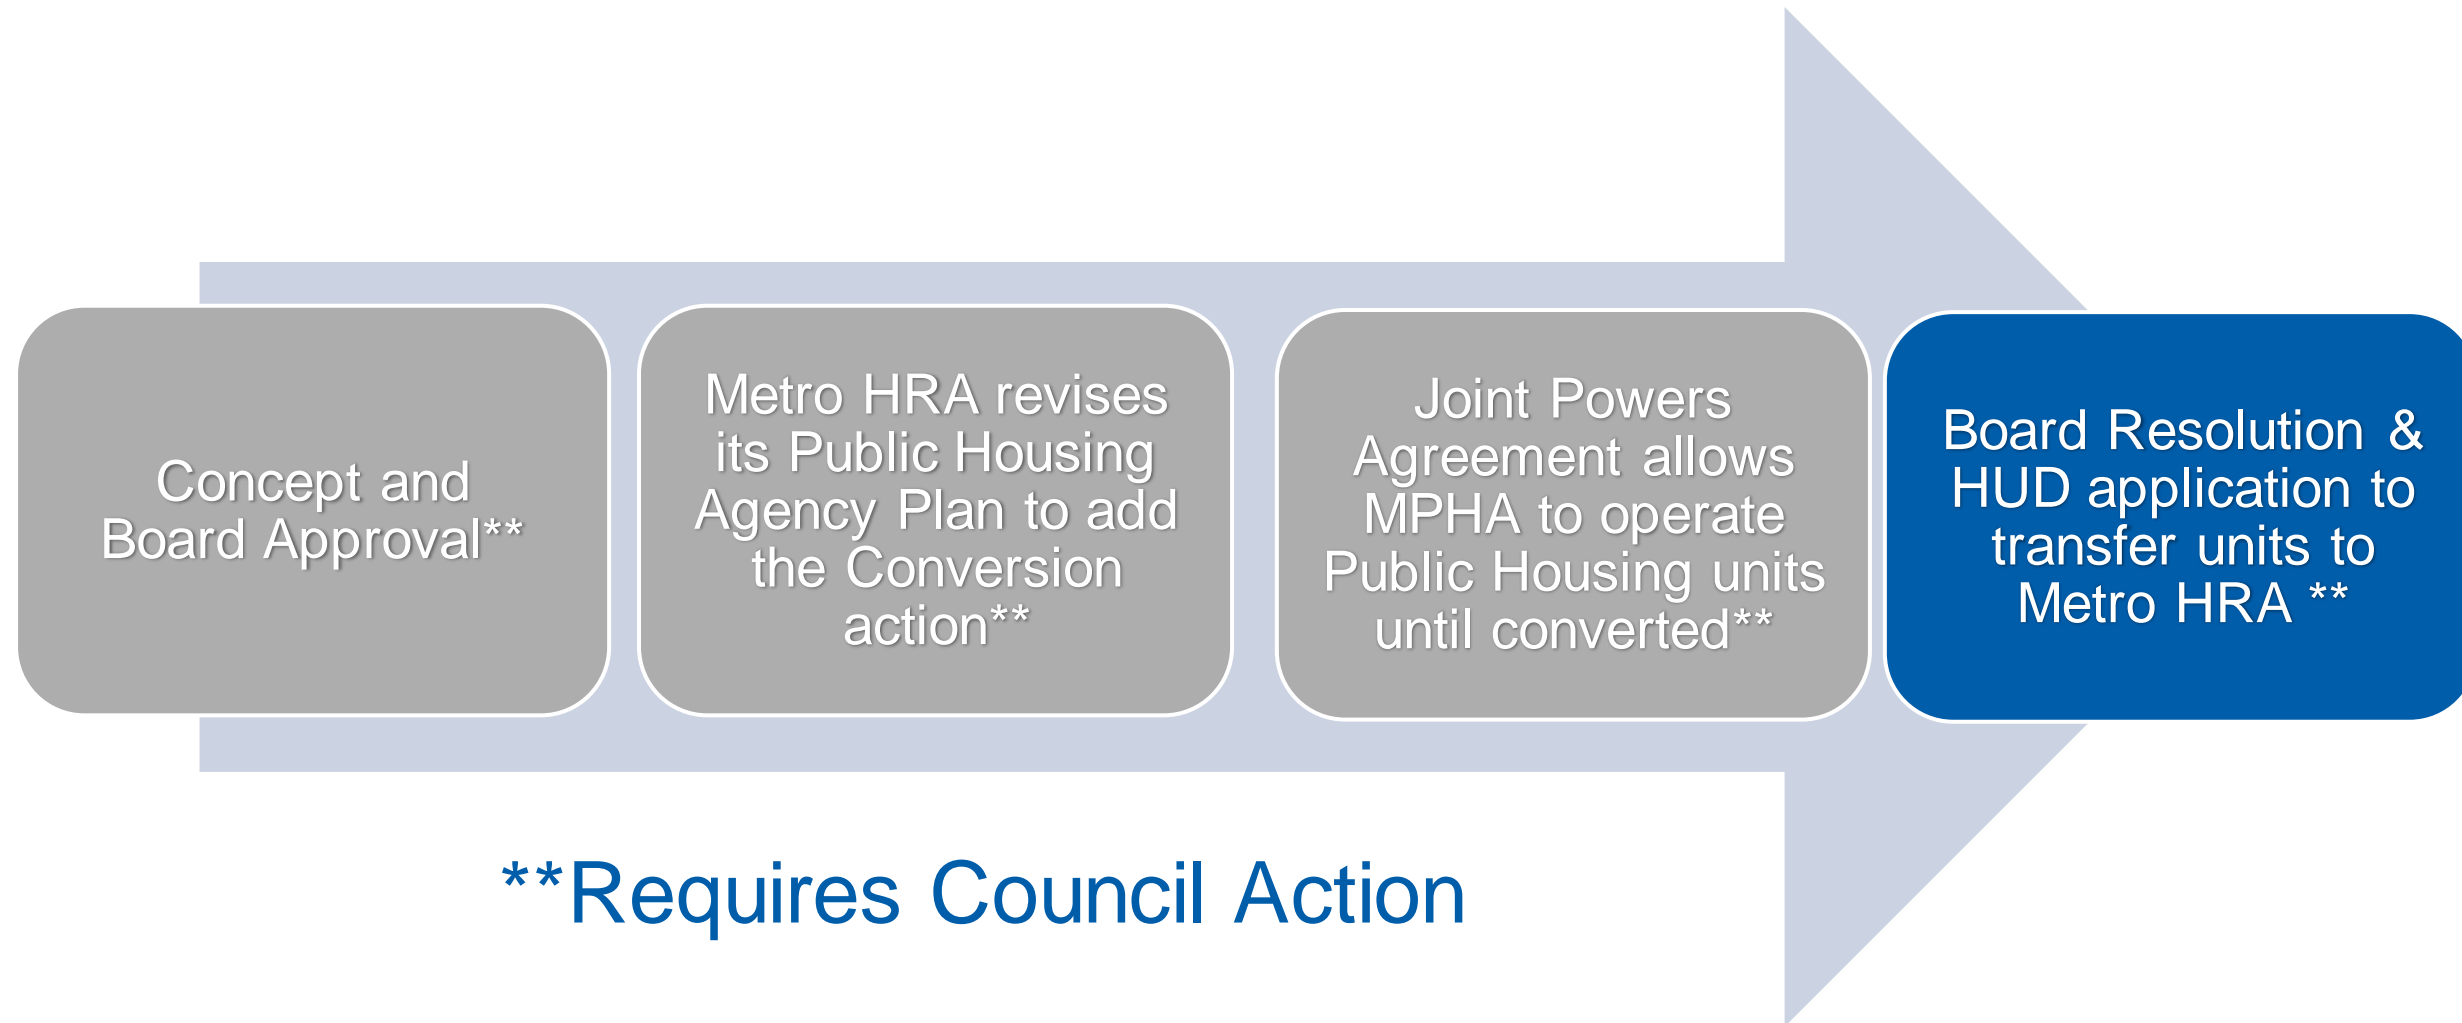 Concept and
Board Approval**
Metro HRA revises
its Public Housing
Agency Plan to add
the Conversion
action**
Joint Powers
Agreement allows
MPHA to operate
Public Housing units
until converted**
Board Resolution &
HUD application to
transfer units to
Metro HRA **
**Requires Council Action